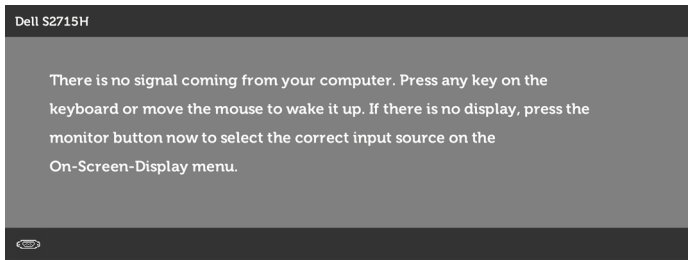 Dell S2715H
There is no signal coming from your computer. Press any key on the
keyboard or move the mouse to wake it up. If there is no display, press the
monitor button now to select the correct input source on the
On-Screen-Display menu.